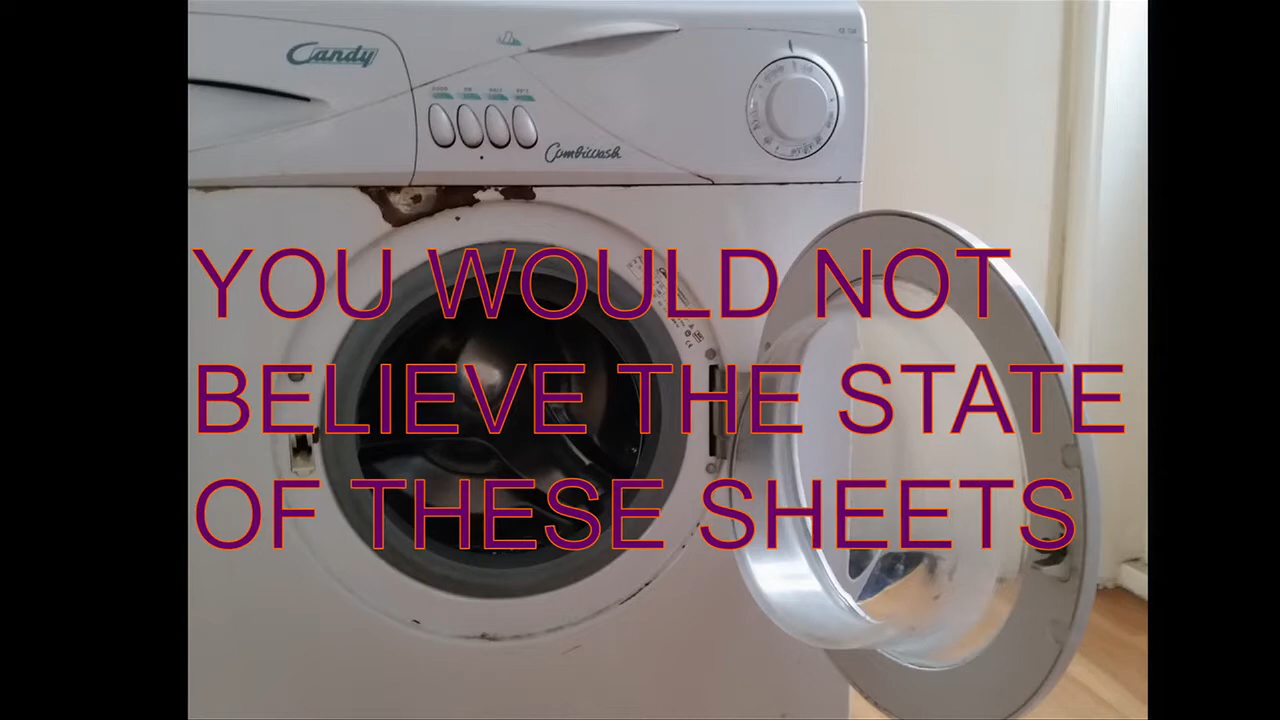 Candy
Combiwash
YOU WOULD NOT
BELIEVE THE STATE
OF THESE SHEETS